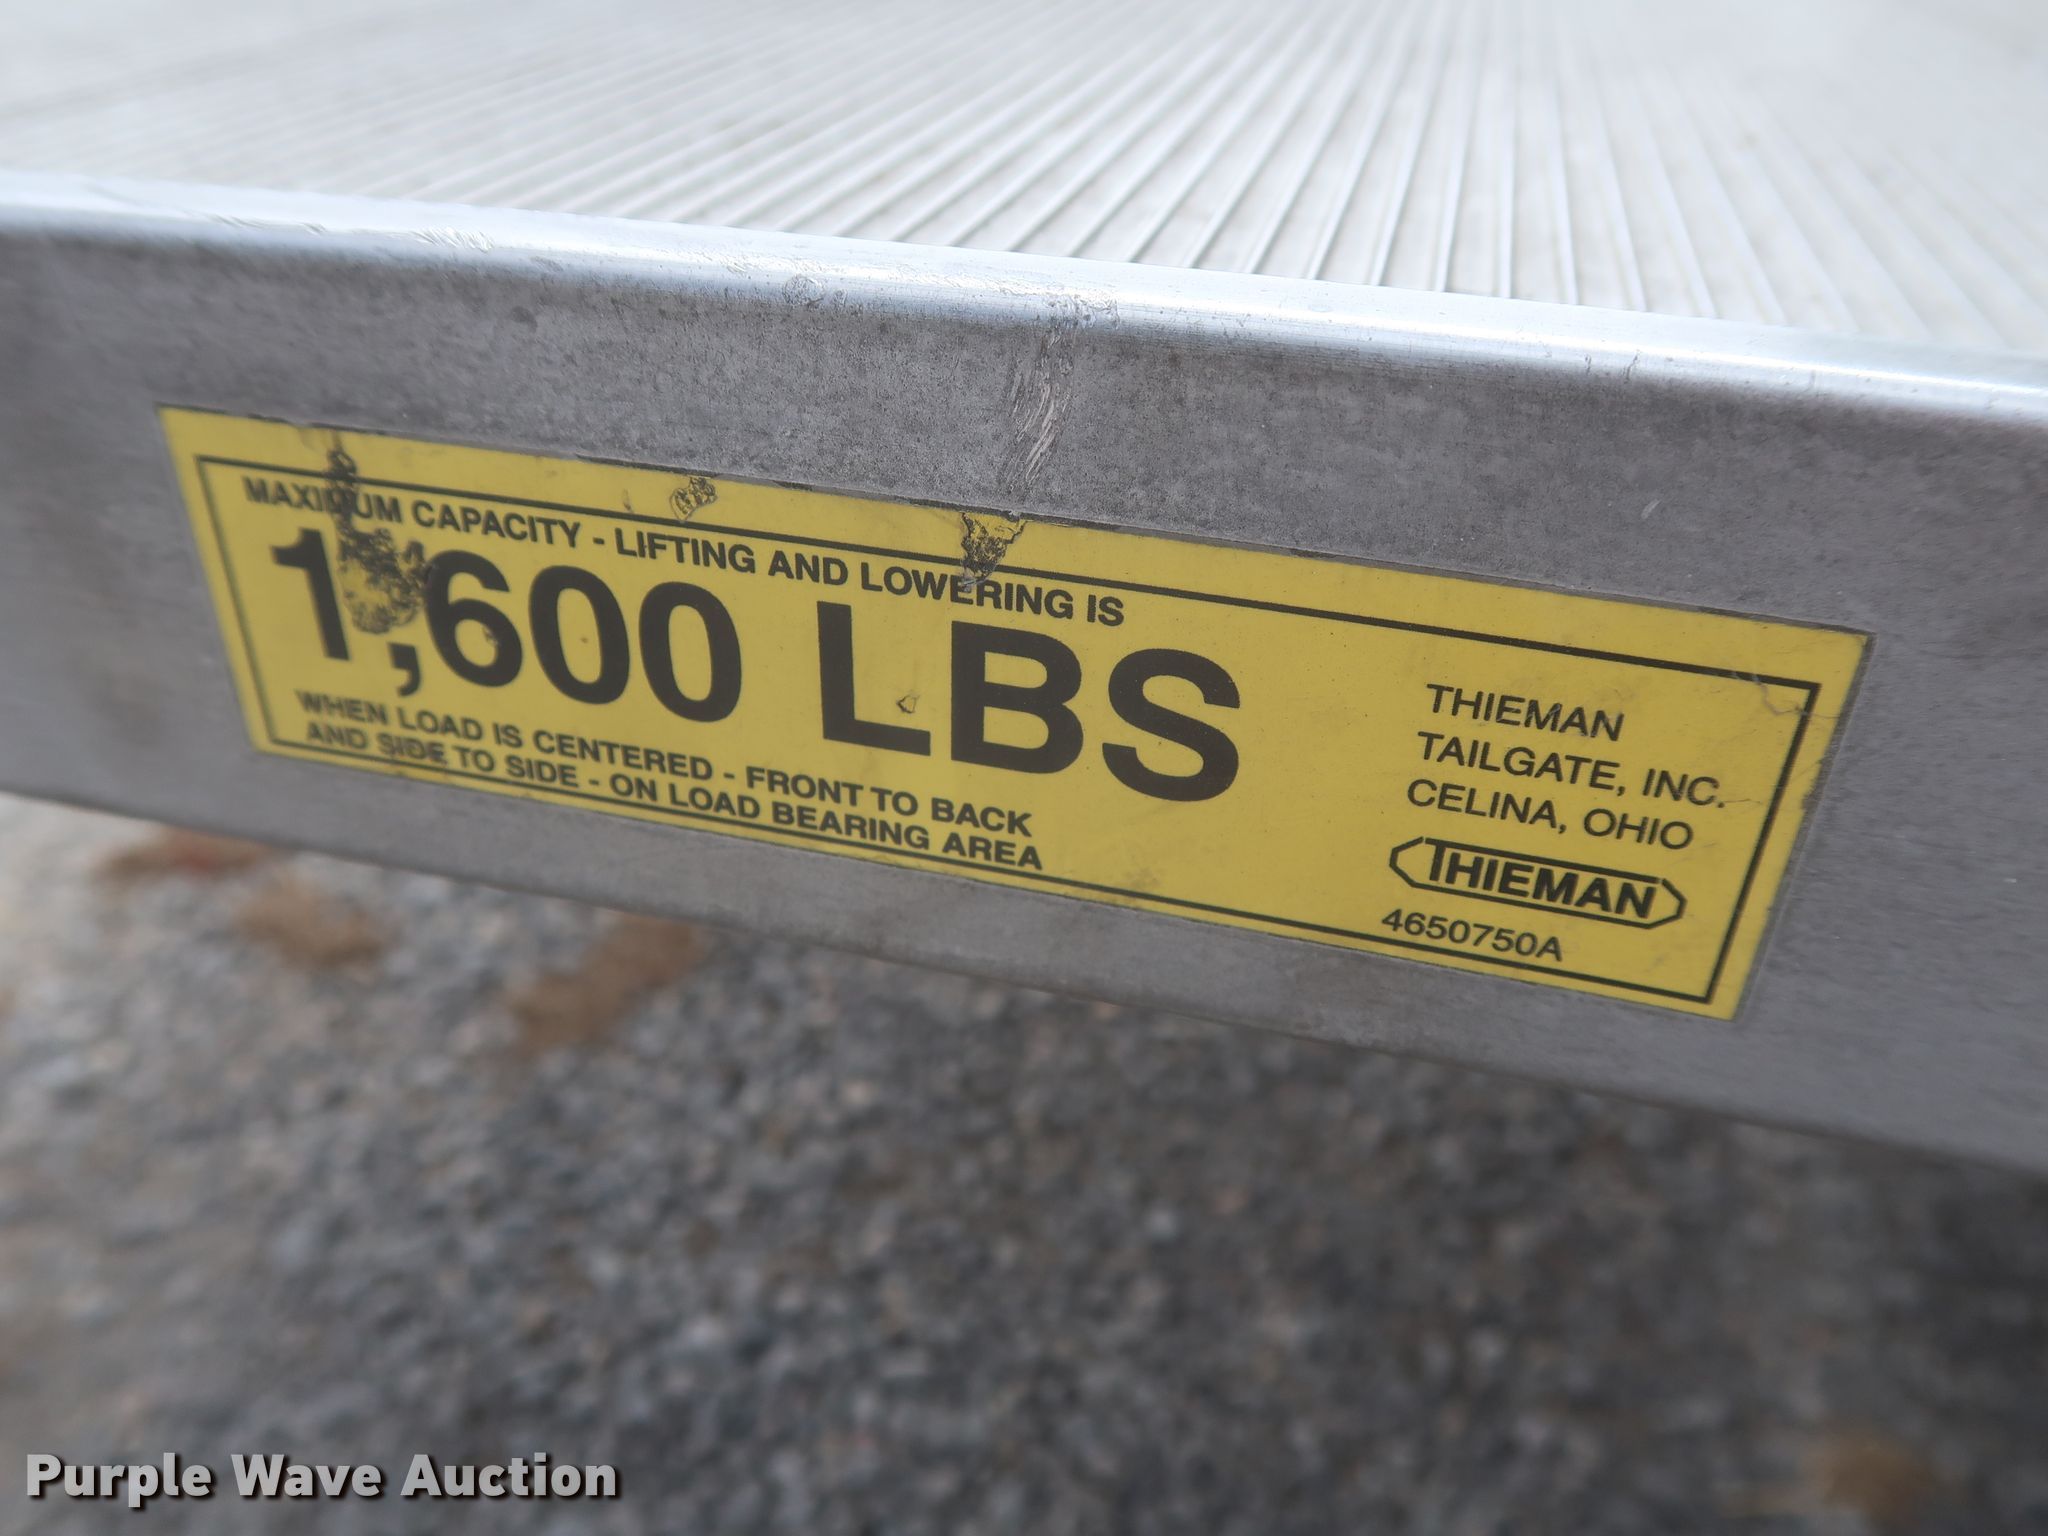 MAXIMUM CAPACITY - LIFTING AND LOWERING IS
1,600 LBS
WHEN LOAD IS CENTERED - FRONT TO BACK
AND SIDE TO SIDE - ON LOAD BEARING AREA
THIEMAN
TAILGATE, INC.
CELINA, OHIO
THIEMAN
4650750A
Purple Wave Auction